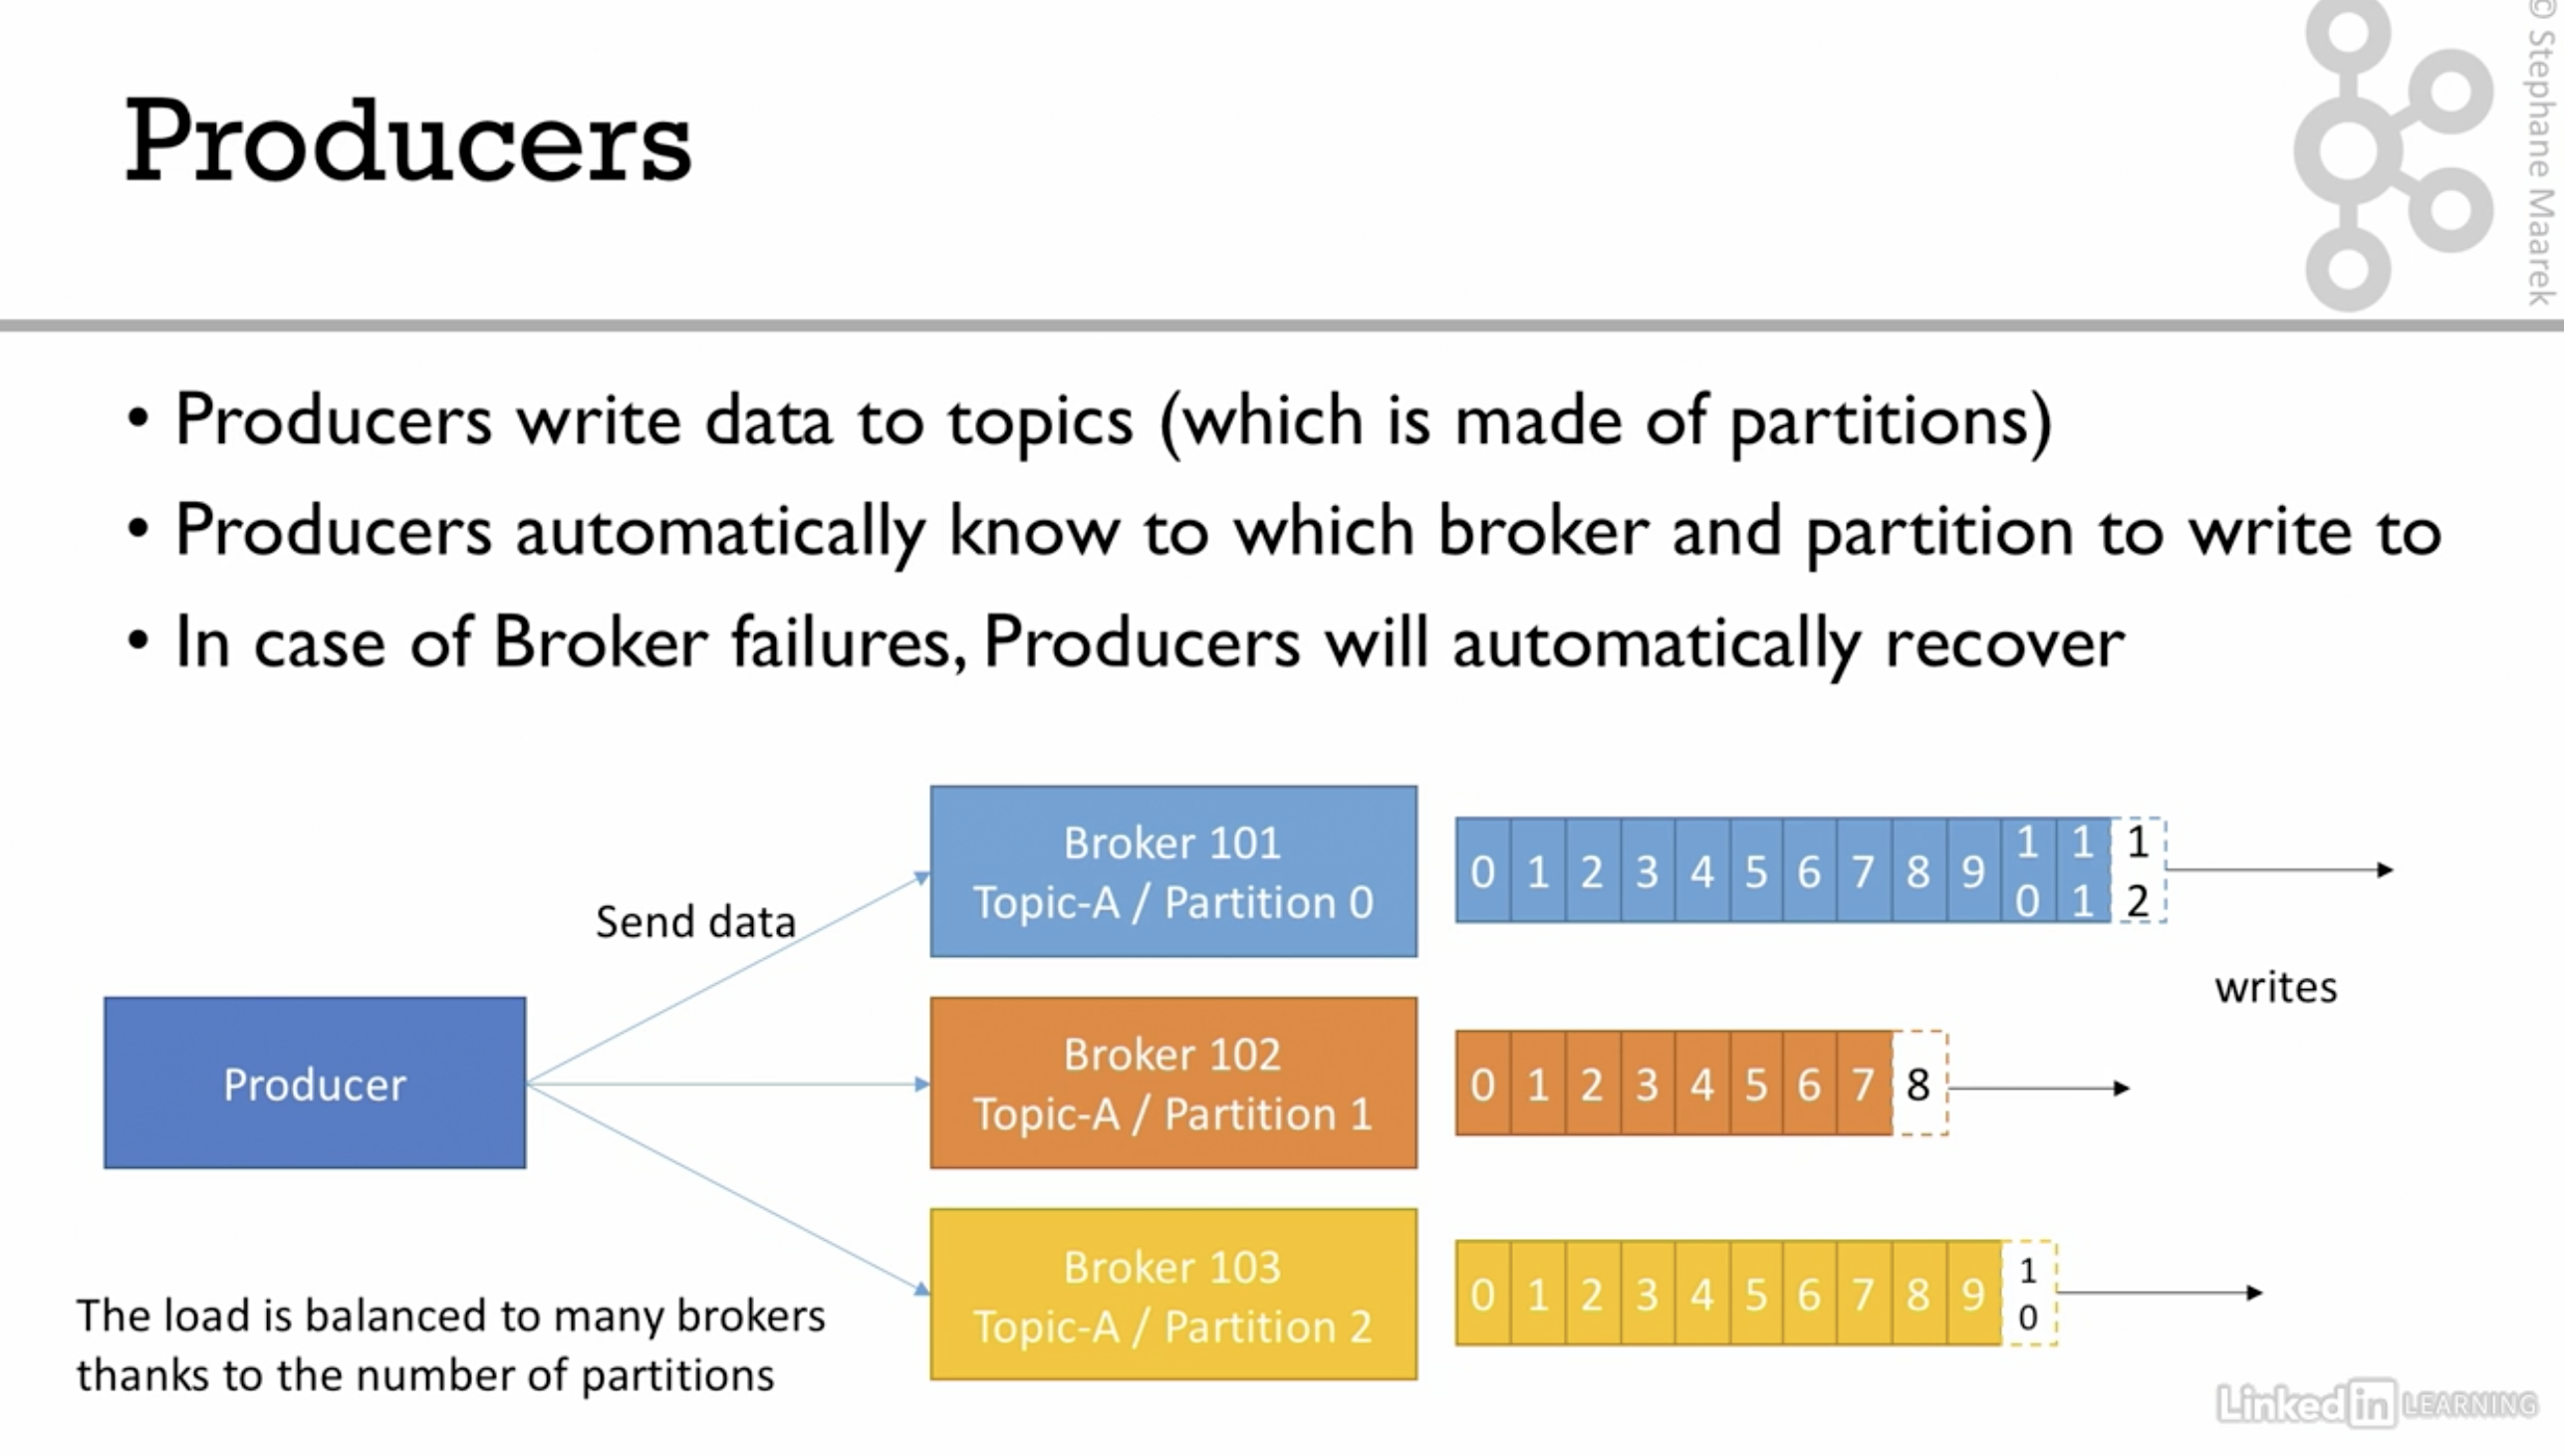 © Stephane Maarek
Producers
• Producers write data to topics (which is made of partitions)
• Producers automatically know to which broker and partition to write to
• In case of Broker failures, Producers will automatically recover
Send data
Producer
The load is balanced to many brokers
thanks to the number of partitions
Broker 101
Topic-A / Partition 0
0 1 2 3 4 5 6 7 8 9 10 11 12
writes
Broker 102
Topic-A / Partition 1
0 1 2 3 4 5 6 7 8
Broker 103
Topic-A / Partition 2
0 1 2 3 4 5 6 7 8 9 10
Linked in LEARNING